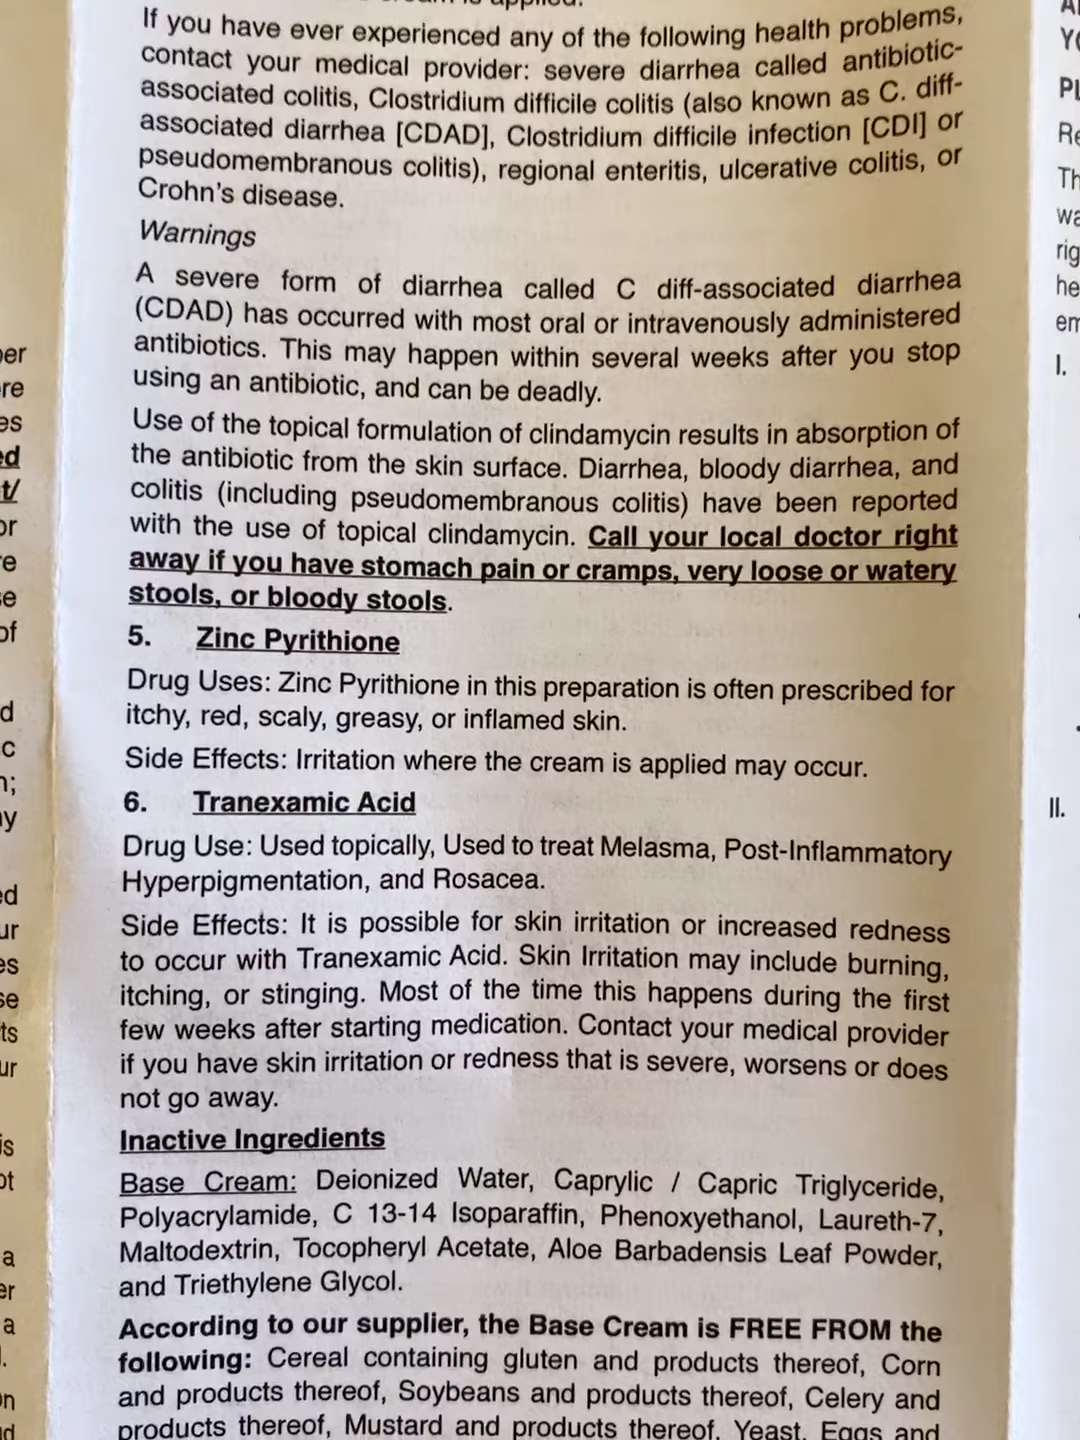 If you have ever experienced any of the following health problems,
contact your medical provider: severe diarrhea called antibiotic-
associated colitis, Clostridium difficile colitis (also known as C. diff-
associated diarrhea [CDAD], Clostridium difficile infection [CDI] or
pseudomembranous colitis), regional enteritis, ulcerative colitis, or
Crohn's disease.
Warnings
A severe form of diarrhea called C diff-associated diarrhea
(CDAD) has occurred with most oral or intravenously administered
antibiotics. This may happen within several weeks after you stop
using an antibiotic, and can be deadly.
Use of the topical formulation of clindamycin results in absorption of
the antibiotic from the skin surface. Diarrhea, bloody diarrhea, and
colitis (including pseudomembranous colitis) have been reported
with the use of topical clindamycin. Call your local doctor right
away if you have stomach pain or cramps, very loose or watery
stools, or bloody stools.
5. Zinc Pyrithione
Drug Uses: Zinc Pyrithione in this preparation is often prescribed for
itchy, red, scaly, greasy, or inflamed skin.
Side Effects: Irritation where the cream is applied may occur.
6. Tranexamic Acid
Drug Use: Used topically, Used to treat Melasma, Post-Inflammatory
Hyperpigmentation, and Rosacea.
Side Effects: It is possible for skin irritation or increased redness
to occur with Tranexamic Acid. Skin Irritation may include burning,
itching, or stinging. Most of the time this happens during the first
few weeks after starting medication. Contact your medical provider
if you have skin irritation or redness that is severe, worsens or does
not go away.
Inactive Ingredients
Base Cream: Deionized Water, Caprylic / Capric Triglyceride,
Polyacrylamide, C 13-14 Isoparaffin, Phenoxyethanol, Laureth-7,
Maltodextrin, Tocopheryl Acetate, Aloe Barbadensis Leaf Powder,
and Triethylene Glycol.
According to our supplier, the Base Cream is FREE FROM the
following: Cereal containing gluten and products thereof, Corn
and products thereof, Soybeans and products thereof, Celery and
products thereof, Mustard and products thereof, Yeast, Eggs and
I.
II.